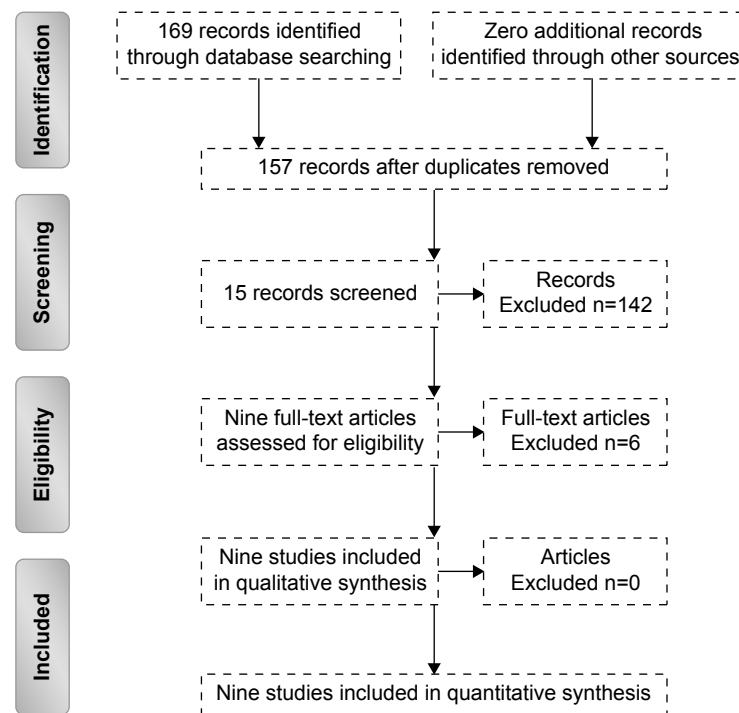 Identification
169 records identified
through database searching
Zero additional records
identified through other sources
157 records after duplicates removed
Screening
15 records screened
Records
Excluded n=142
Eligibility
Nine full-text articles
assessed for eligibility
Full-text articles
Excluded n=6
Included
Nine studies included
in qualitative synthesis
Articles
Excluded n=0
Nine studies included in quantitative synthesis